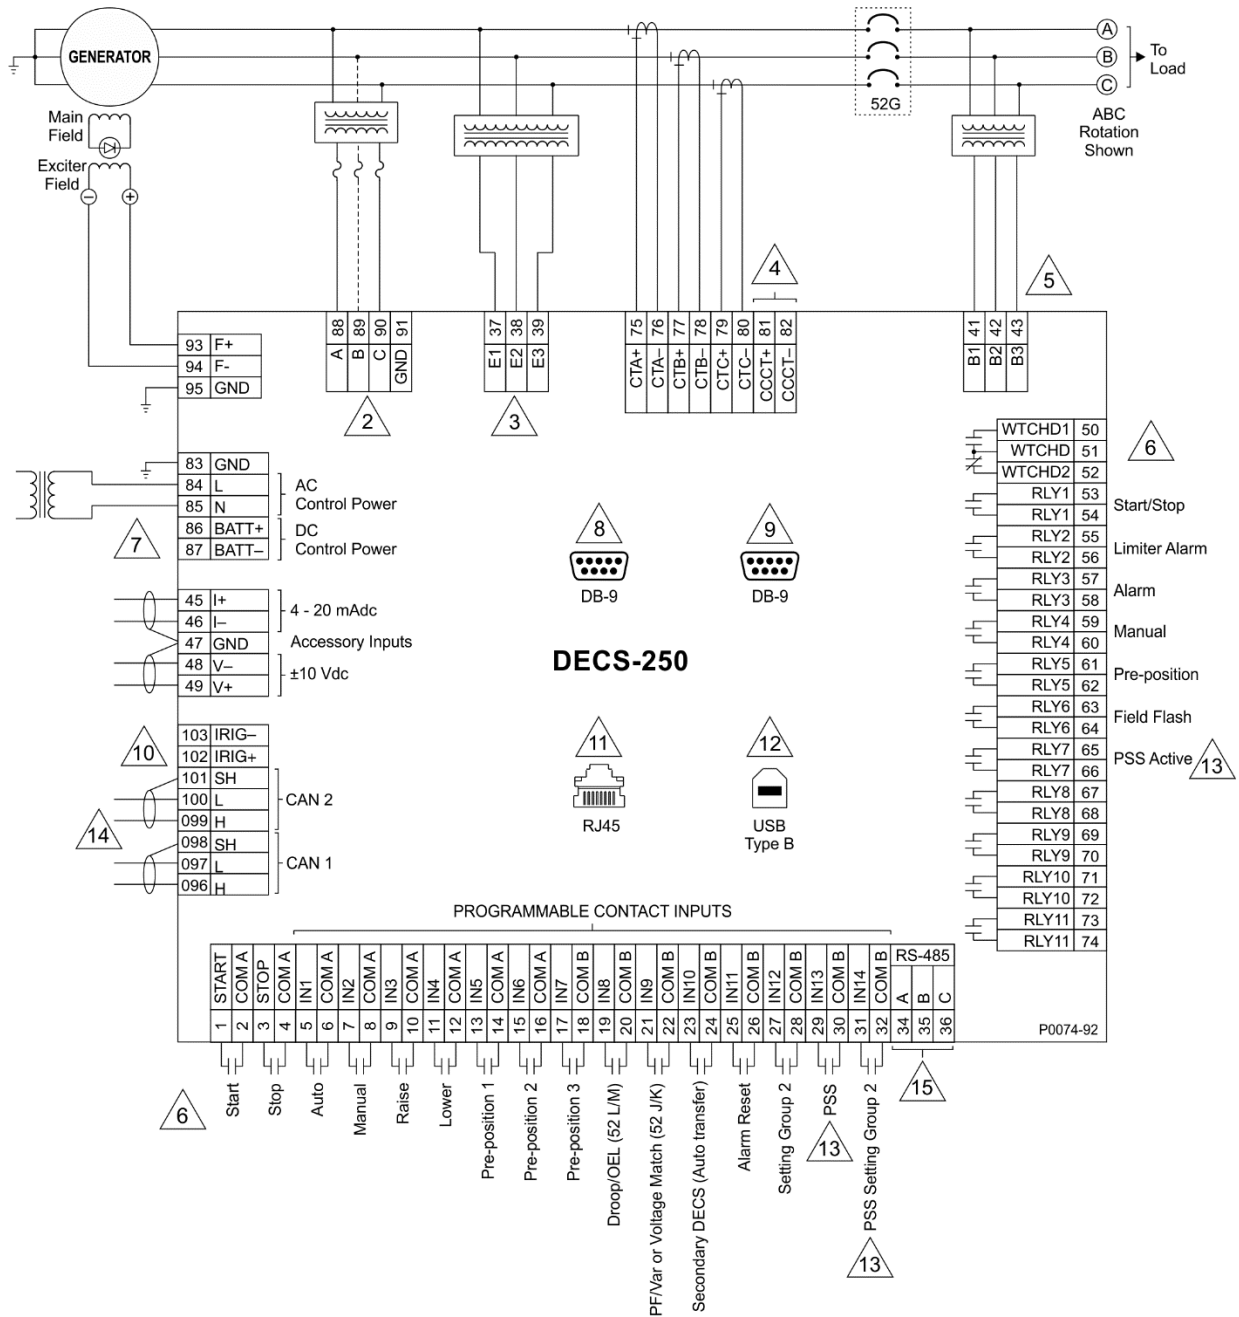 GENERATOR
52G
A
B
C
To
Load
ABC
Rotation
Shown
Main
Field
Exciter
Field
–
+
4
5
88 A
89 B
90 C
91 GND
2
37 E1
38 E2
39 E3
3
75 CTA+
76 CTA–
77 CTB+
78 CTB–
79 CTC+
80 CTC–
81 CCCT+
82 CCCT–
41 B1
42 B2
43 B3
93 F+
94 F-
95 GND
83 GND
84 L
85 N
AC
Control Power
86 BATT+
87 BATT–
DC
Control Power
7
45 I+
46 I–
4 - 20 mAdc
47 GND
Accessory Inputs
48 V–
49 V+
±10 Vdc
103 IRIG–
102 IRIG+
10
101 SH
100 L
099 H
CAN 2
14
098 SH
097 L
096 H
CAN 1
8
DB-9
9
DB-9
DECS-250
11
RJ45
12
USB
Type B
WTCHD1 50
WTCHD 51
WTCHD2 52
6
RLY1 53
RLY1 54
Start/Stop
RLY2 55
RLY2 56
Limiter Alarm
RLY3 57
RLY3 58
Alarm
RLY4 59
RLY4 60
Manual
RLY5 61
RLY5 62
Pre-position
RLY6 63
RLY6 64
Field Flash
RLY7 65
RLY7 66
PSS Active
13
RLY8 67
RLY8 68
RLY9 69
RLY9 70
RLY10 71
RLY10 72
RLY11 73
RLY11 74
PROGRAMMABLE CONTACT INPUTS
1 START
2 COM A
3 STOP
4 COM A
5 IN1
6 COM A
7 IN2
8 COM A
9 IN3
10 COM A
11 IN4
12 COM A
13 IN5
14 COM A
15 IN6
16 COM A
17 IN7
18 COM B
19 IN8
20 COM B
21 IN9
22 COM B
23 IN10
24 COM B
25 IN11
26 COM B
27 IN12
28 COM B
29 IN13
30 COM B
31 IN14
32 COM B
RS-485
34 A
35 B
36 C
P0074-92
6
Start
Stop
Auto
Manual
Raise
Lower
Pre-position 1
Pre-position 2
Pre-position 3
Droop/OEL (52 L/M)
PF/Var or Voltage Match (52 J/K)
Secondary DECS (Auto transfer)
Alarm Reset
Setting Group 2
PSS
13
PSS Setting Group 2
13
15